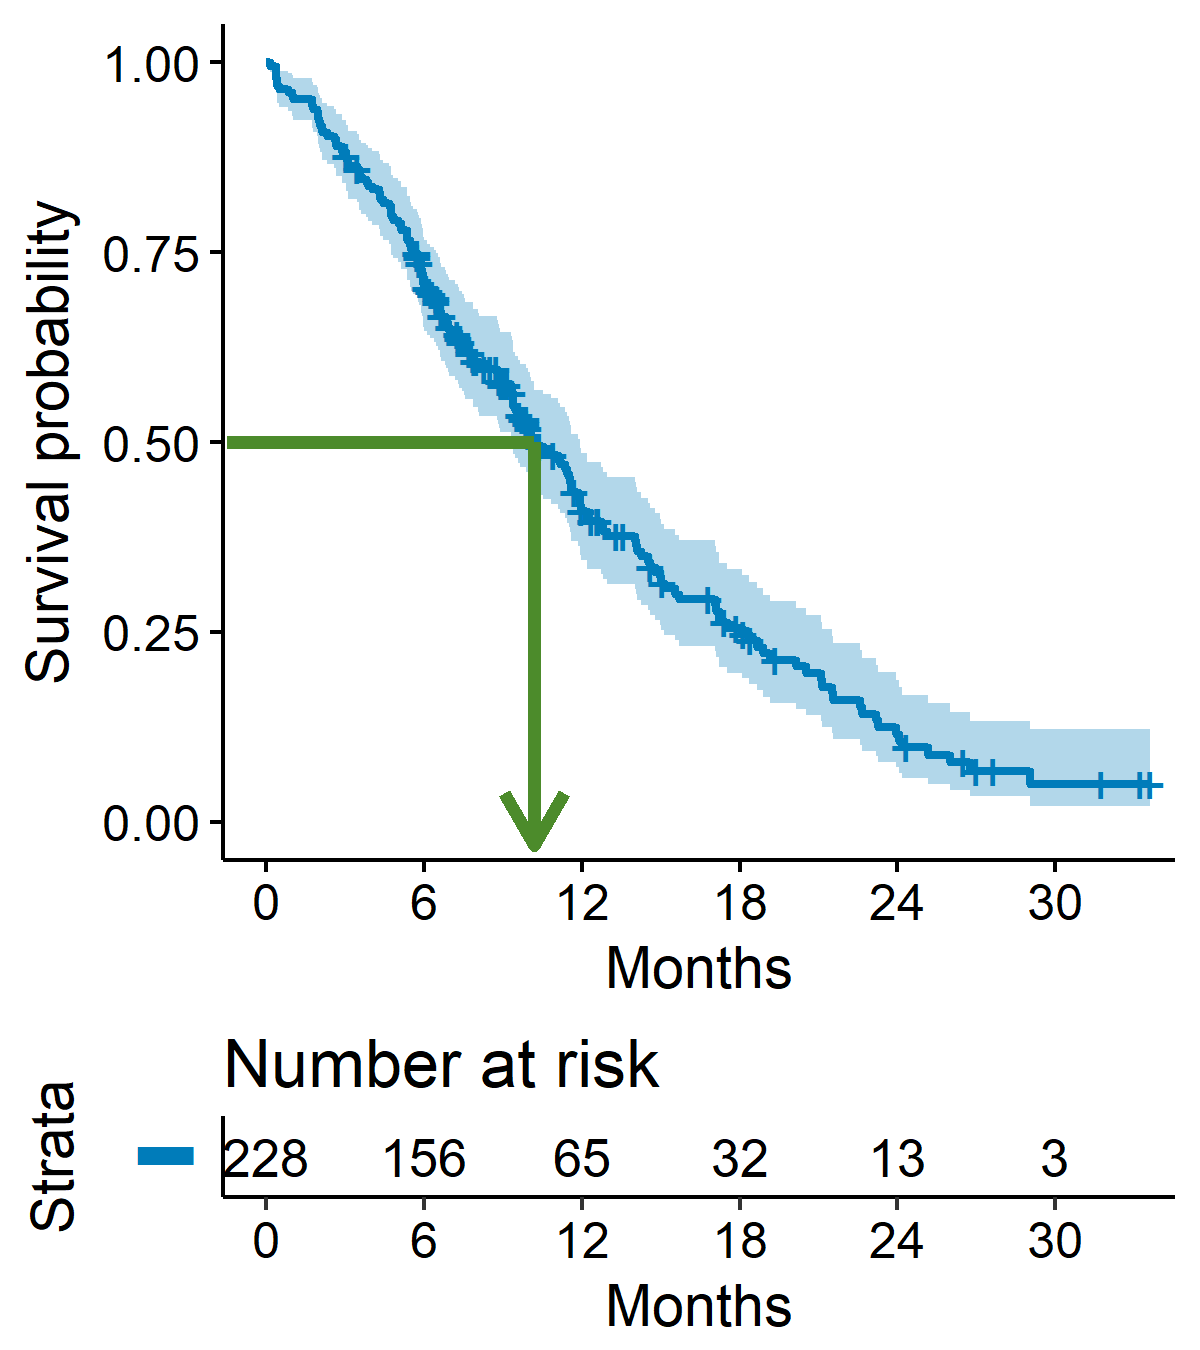 Survival probability
1.00
0.75
0.50
0.25
0.00
0 6 12 18 24 30
Months
Number at risk
Strata
228 156 65 32 13 3
0 6 12 18 24 30
Months